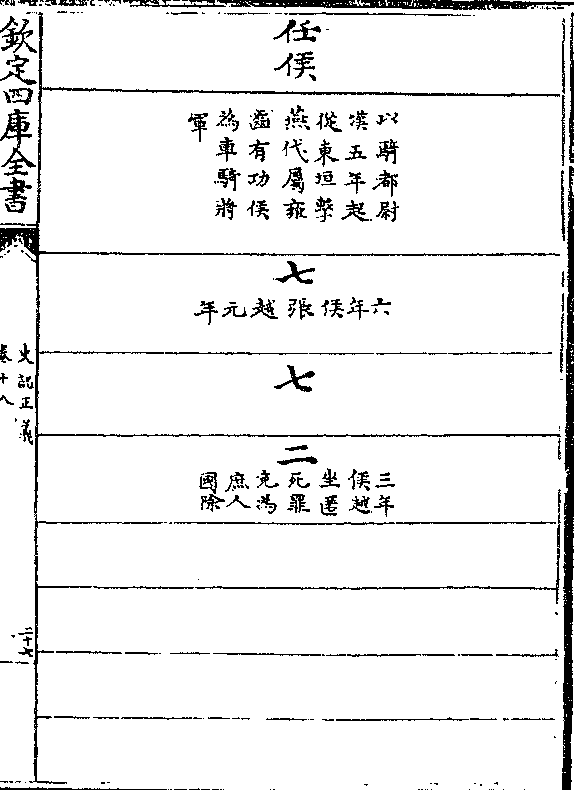 任侯
以騎都尉
漢五年起
從東垣擊
燕代屬雍
齒有功侯
為車騎將
軍
七
六年侯張越元年
七
二
三年
侯越
坐匿
死罪
免為
庶人
國除
欽定四庫全書
史記正義
卷十八
二十七